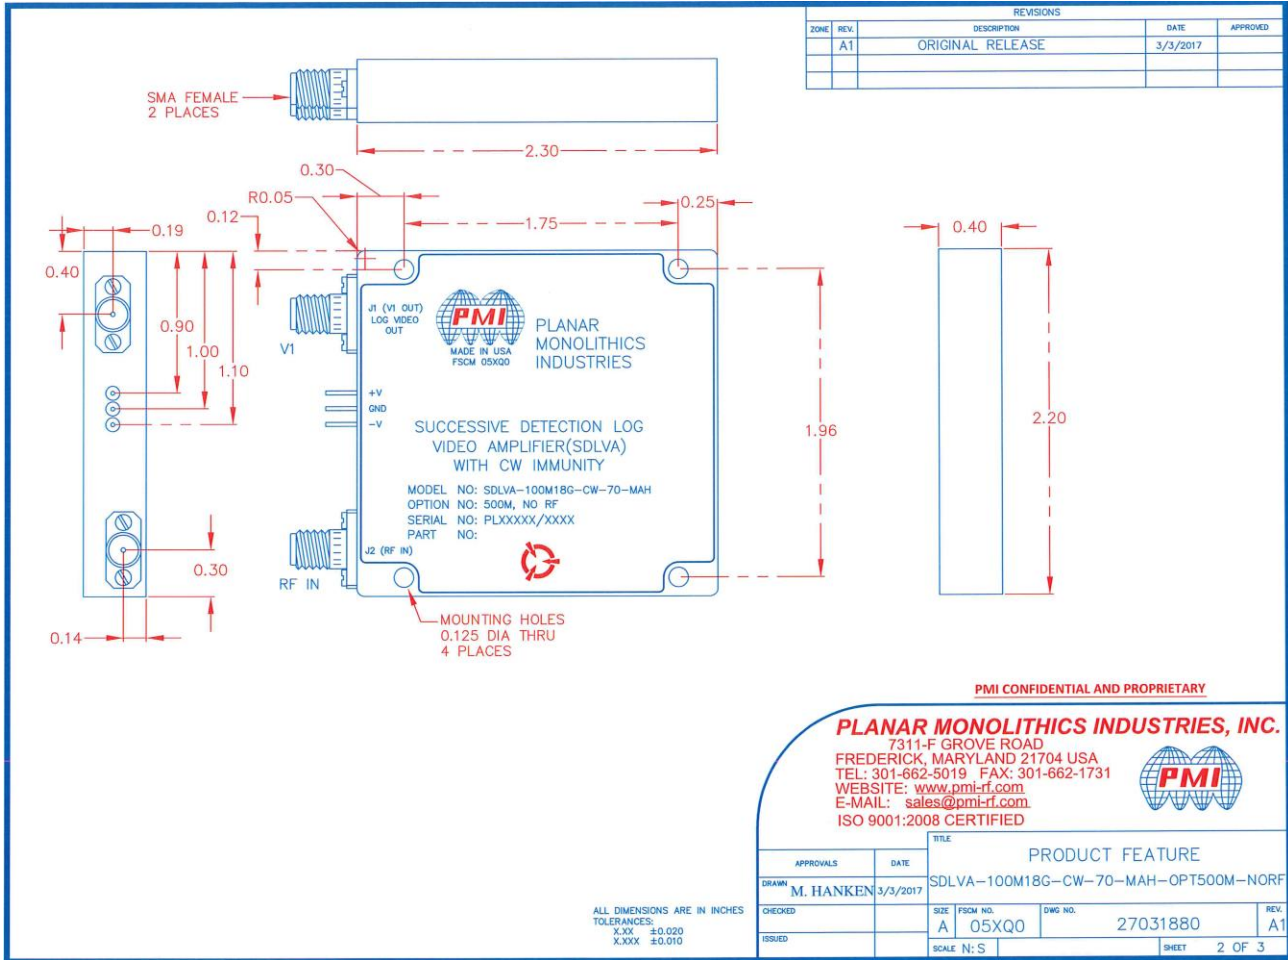 REVISIONS
ZONE REV. DESCRIPTION DATE APPROVED
A1 ORIGINAL RELEASE 3/3/2017
SMA FEMALE
2 PLACES
2.30
0.30
R0.05
0.12
1.75
0.25
0.19
0.40
0.40
0.90
1.00
1.10
J1 (V1 OUT)
LOG VIDEO
OUT
V1
PMI
MADE IN USA
FSCM 05XQ0
PLANAR
MONOLITHICS
INDUSTRIES
+V
GND
-V
SUCCESSIVE DETECTION LOG
VIDEO AMPLIFIER(SDLVA)
WITH CW IMMUNITY
MODEL NO: SDLVA-100M18G-CW-70-MAH
OPTION NO: 500M, NO RF
SERIAL NO: PLXXXXX/XXXX
PART NO:
J2 (RF IN)
RF IN
1.96
2.20
0.30
0.14
MOUNTING HOLES
0.125 DIA THRU
4 PLACES
PMI CONFIDENTIAL AND PROPRIETARY
PLANAR MONOLITHICS INDUSTRIES, INC.
7311-F GROVE ROAD
FREDERICK, MARYLAND 21704 USA
TEL: 301-662-5019 FAX: 301-662-1731
WEBSITE: www.pmi-rf.com
E-MAIL: sales@pmi-rf.com
ISO 9001:2008 CERTIFIED
PMI
APPROVALS DATE
DRAWN M. HANKEN 3/3/2017
CHECKED
ISSUED
TITLE
PRODUCT FEATURE
SDLVA-100M18G-CW-70-MAH-OPT500M-NORF
SIZE A FSCM NO. 05XQ0 DWG NO. 27031880 REV. A1
SCALE N:S SHEET 2 OF 3
ALL DIMENSIONS ARE IN INCHES
TOLERANCES:
X.XX ±0.020
X.XXX ±0.010